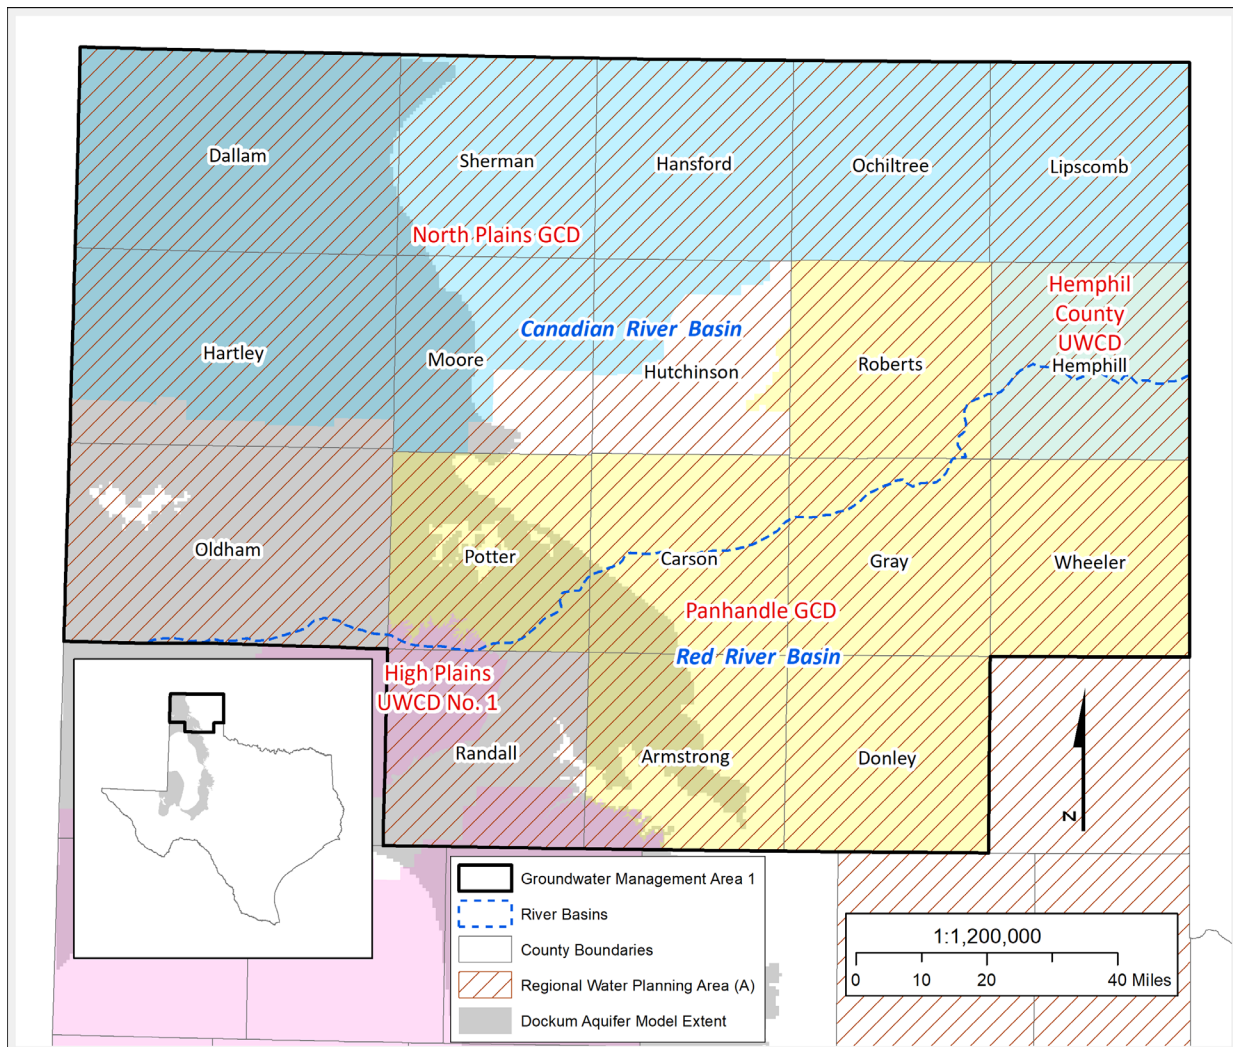 Dallam
Sherman
Hansford
Ochiltree
Lipscomb
North Plains GCD
Hemphil
County
UWCD
Hemphill
Canadian River Basin
Hartley
Moore
Hutchinson
Roberts
Oldham
Potter
Carson
Gray
Wheeler
Panhandle GCD
Red River Basin
High Plains
UWCD No. 1
Randall
Armstrong
Donley
N
Groundwater Management Area 1
River Basins
County Boundaries
Regional Water Planning Area (A)
Dockum Aquifer Model Extent
1:1,200,000
0 10 20 40 Miles